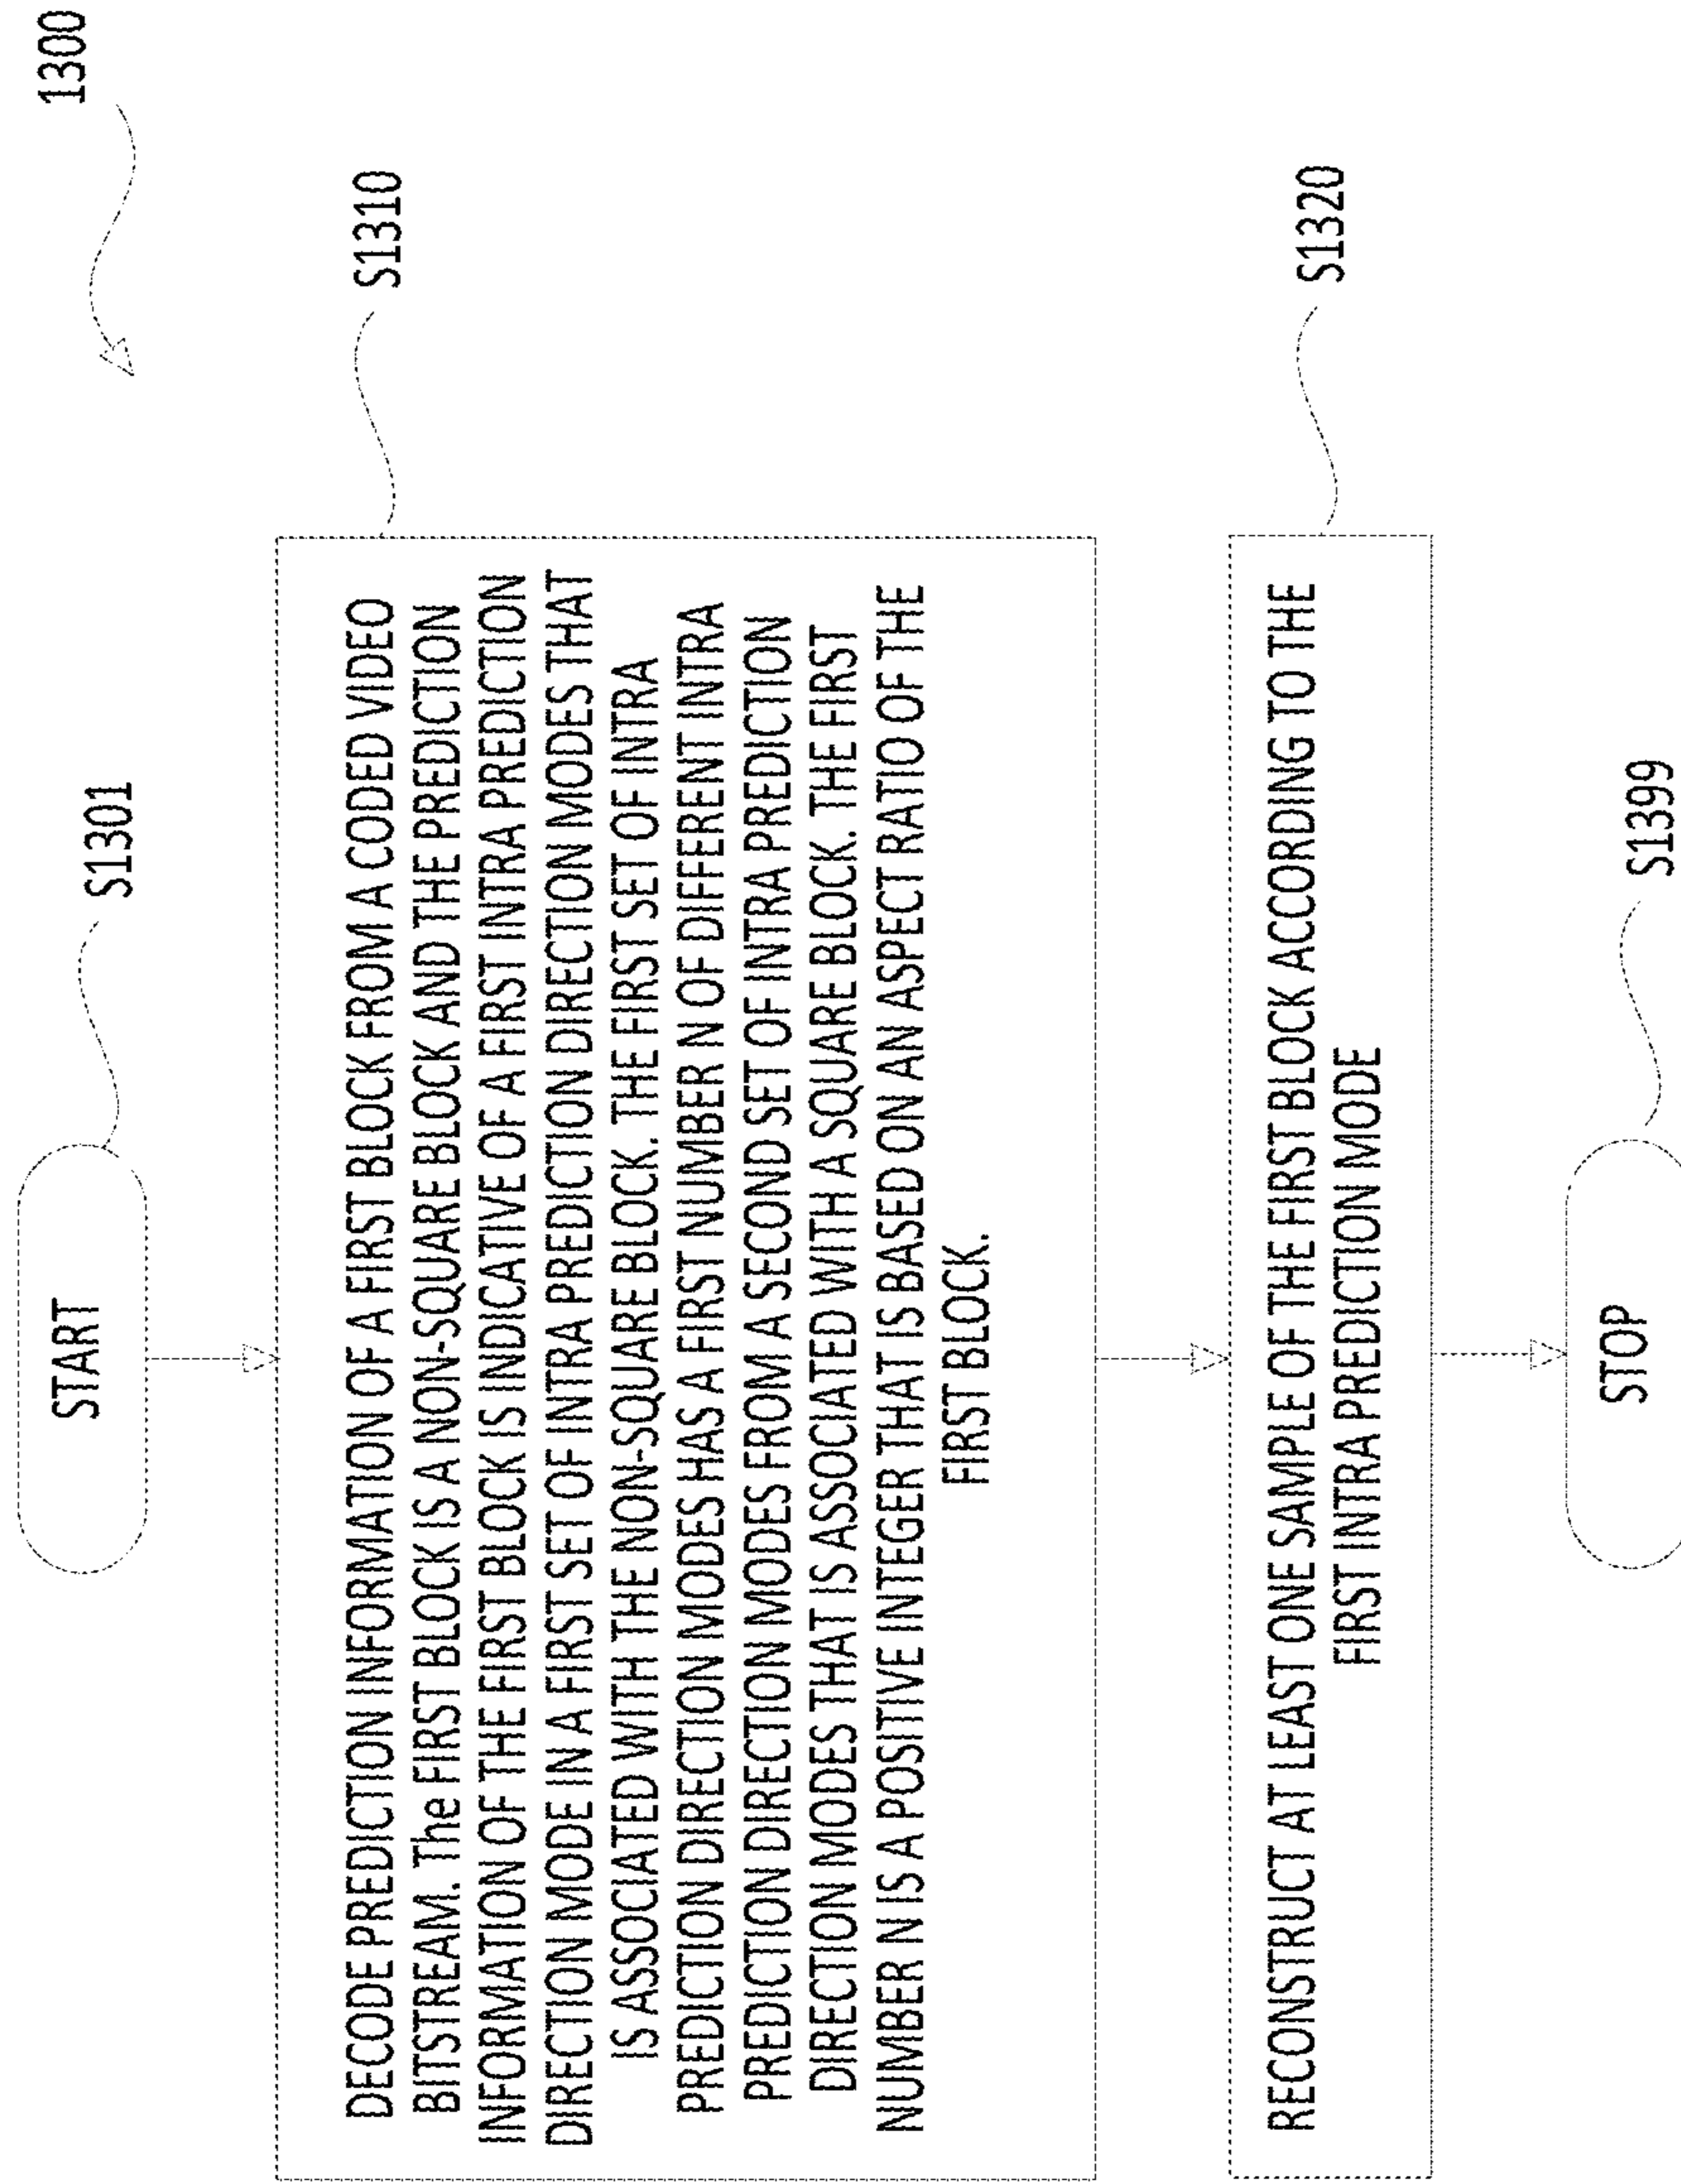 1300
START
S1301
DECODE PREDICTION INFORMATION OF A FIRST BLOCK FROM A CODED VIDEO
BITSTREAM. The FIRST BLOCK IS A NON-SQUARE BLOCK AND THE PREDICTION
INFORMATION OF THE FIRST BLOCK IS INDICATIVE OF A FIRST INTRA PREDICTION
DIRECTION MODE IN A FIRST SET OF INTRA PREDICTION DIRECTION MODES THAT
IS ASSOCIATED WITH THE NON-SQUARE BLOCK. THE FIRST SET OF INTRA
PREDICTION DIRECTION MODES HAS A FIRST NUMBER N OF DIFFERENT INTRA
PREDICTION DIRECTION MODES FROM A SECOND SET OF INTRA PREDICTION
DIRECTION MODES THAT IS ASSOCIATED WITH A SQUARE BLOCK. THE FIRST
NUMBER N IS A POSITIVE INTEGER THAT IS BASED ON AN ASPECT RATIO OF THE
FIRST BLOCK.
S1310
RECONSTRUCT AT LEAST ONE SAMPLE OF THE FIRST BLOCK ACCORDING TO THE
FIRST INTRA PREDICTION MODE
S1320
STOP
S1399